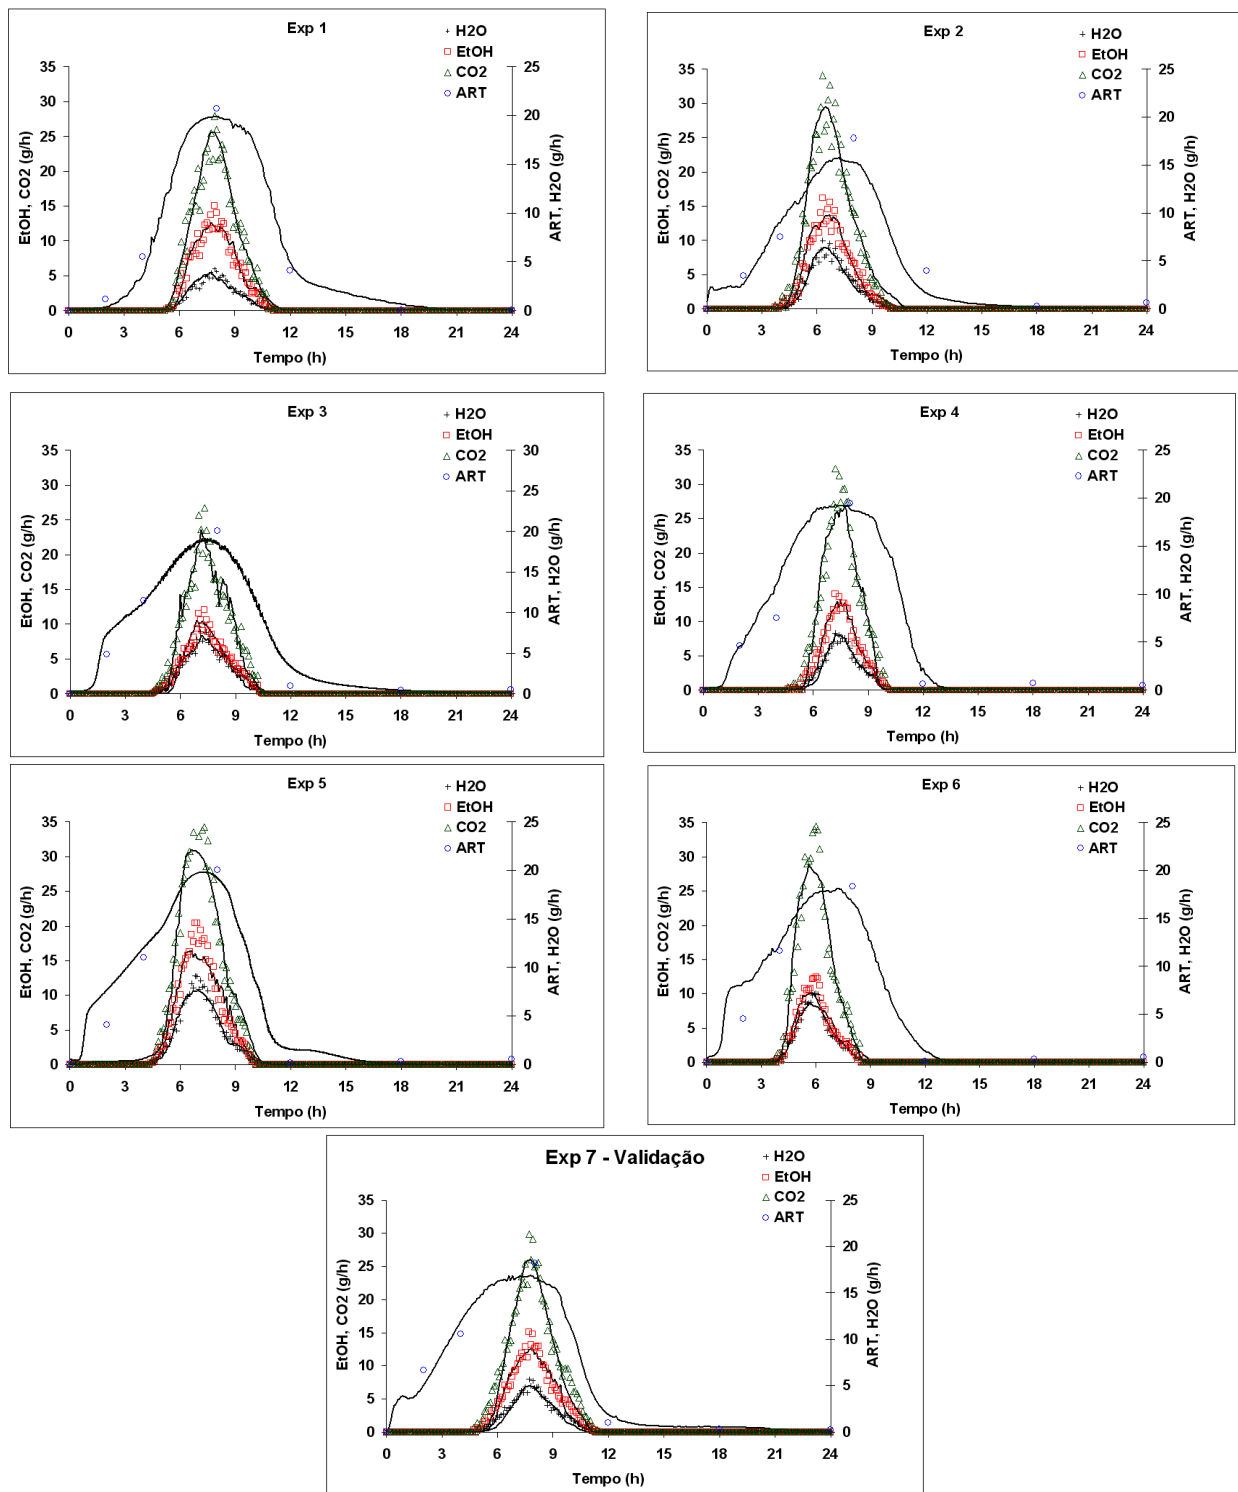 Exp 1
H2O
EtOH
CO2
ART
35
30
25
20
15
10
5
0
25
20
15
10
5
0
0 3 6 9 12 15 18 21 24
EtOH, CO2 (g/h)
ART, H2O (g/h)
Tempo (h)
Exp 2
H2O
EtOH
CO2
ART
35
30
25
20
15
10
5
0
25
20
15
10
5
0
0 3 6 9 12 15 18 21 24
EtOH, CO2 (g/h)
ART, H2O (g/h)
Tempo (h)
Exp 3
H2O
EtOH
CO2
ART
35
30
25
20
15
10
5
0
30
25
20
15
10
5
0
0 3 6 9 12 15 18 21 24
EtOH, CO2 (g/h)
ART, H2O (g/h)
Tempo (h)
Exp 4
H2O
EtOH
CO2
ART
35
30
25
20
15
10
5
0
25
20
15
10
5
0
0 3 6 9 12 15 18 21 24
EtOH, CO2 (g/h)
ART, H2O (g/h)
Tempo (h)
Exp 5
H2O
EtOH
CO2
ART
35
30
25
20
15
10
5
0
25
20
15
10
5
0
0 3 6 9 12 15 18 21 24
EtOH, CO2 (g/h)
ART, H2O (g/h)
Tempo (h)
Exp 6
H2O
EtOH
CO2
ART
35
30
25
20
15
10
5
0
25
20
15
10
5
0
0 3 6 9 12 15 18 21 24
EtOH, CO2 (g/h)
ART, H2O (g/h)
Tempo (h)
Exp 7 - Validação
H2O
EtOH
CO2
ART
35
30
25
20
15
10
5
0
25
20
15
10
5
0
0 3 6 9 12 15 18 21 24
EtOH, CO2 (g/h)
ART, H2O (g/h)
Tempo (h)